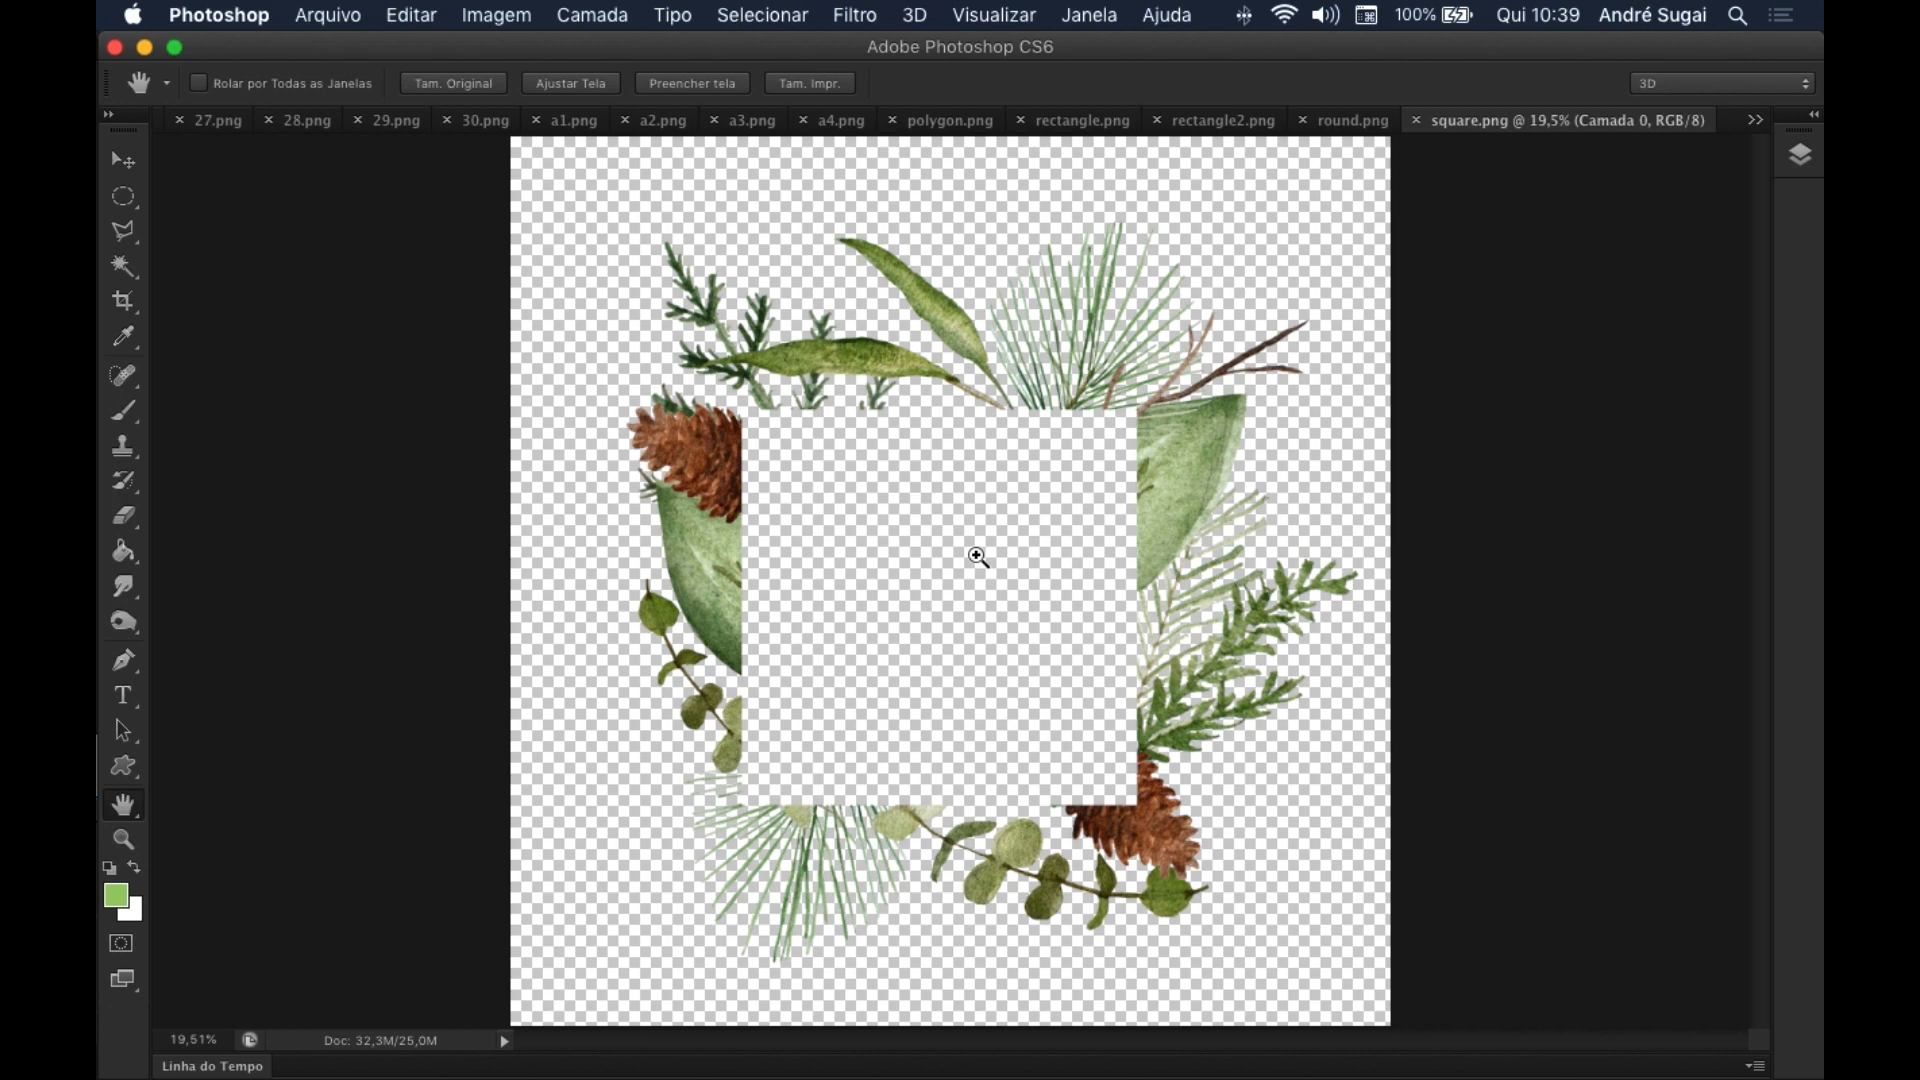 Photoshop Arquivo Editar Imagem Camada Tipo Selecionar Filtro 3D Visualizar Janela Ajuda 100% Qui 10:39 André Sugai
Adobe Photoshop CS6
Rolar por Todas as Janelas Tam. Original Ajustar Tela Preencher tela Tam. Impr. 3D
27.png 28.png 29.png 30.png a1.png a2.png a3.png a4.png polygon.png rectangle.png rectangle2.png round.png square.png @ 19,5% (Camada 0, RGB/8)
T
19,51% Doc: 32,3M/25,0M
Linha do Tempo